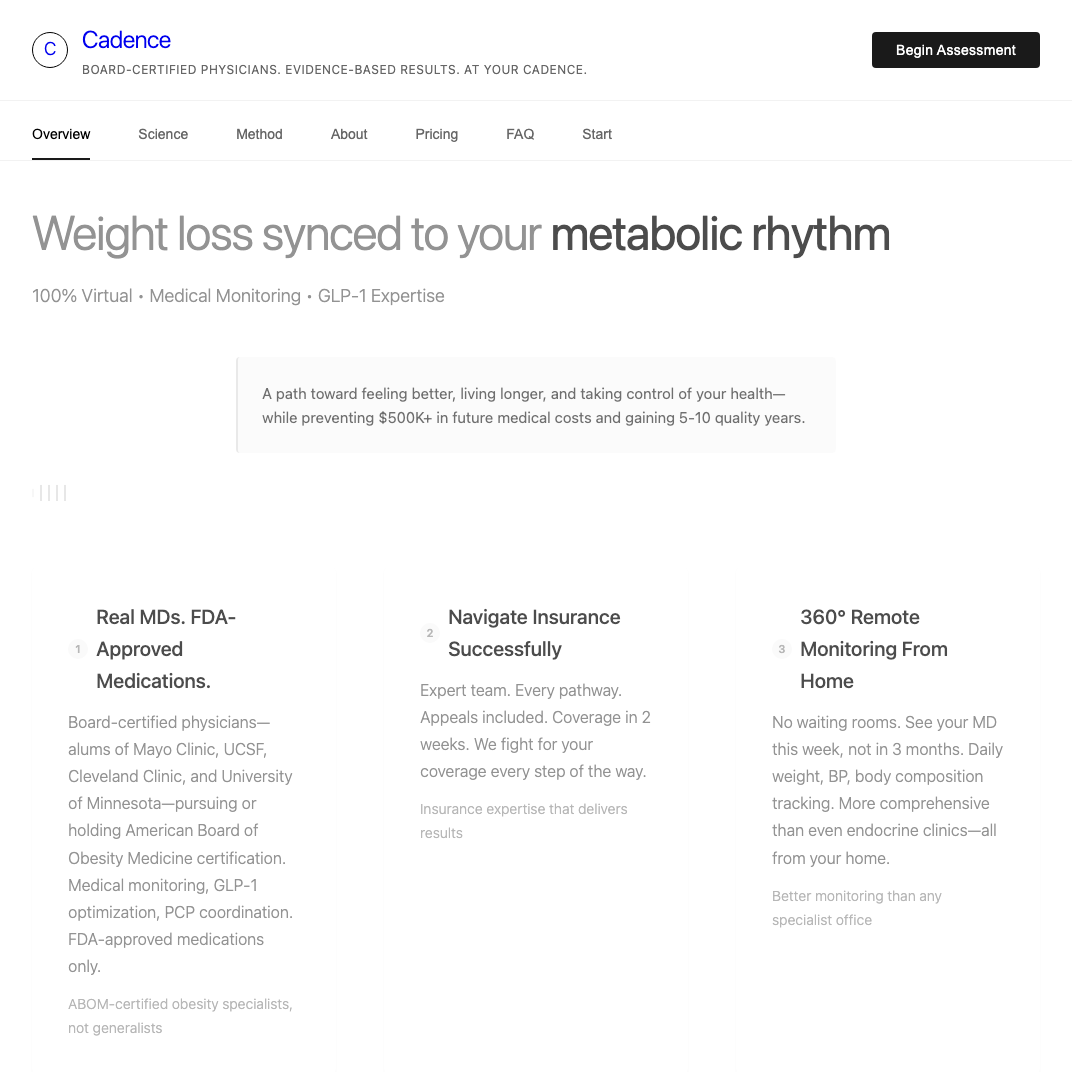 C
Cadence
BOARD-CERTIFIED PHYSICIANS. EVIDENCE-BASED RESULTS. AT YOUR CADENCE.
Begin Assessment
Overview Science Method About Pricing FAQ Start
Weight loss synced to your metabolic rhythm
100% Virtual • Medical Monitoring • GLP-1 Expertise
A path toward feeling better, living longer, and taking control of your health—
while preventing $500K+ in future medical costs and gaining 5-10 quality years.
1
Real MDs. FDA-
Approved
Medications.
Board-certified physicians—
alums of Mayo Clinic, UCSF,
Cleveland Clinic, and University
of Minnesota—pursuing or
holding American Board of
Obesity Medicine certification.
Medical monitoring, GLP-1
optimization, PCP coordination.
FDA-approved medications
only.
ABOM-certified obesity specialists,
not generalists
2
Navigate Insurance
Successfully
Expert team. Every pathway.
Appeals included. Coverage in 2
weeks. We fight for your
coverage every step of the way.
Insurance expertise that delivers
results
3
360° Remote
Monitoring From
Home
No waiting rooms. See your MD
this week, not in 3 months. Daily
weight, BP, body composition
tracking. More comprehensive
than even endocrine clinics—all
from your home.
Better monitoring than any
specialist office